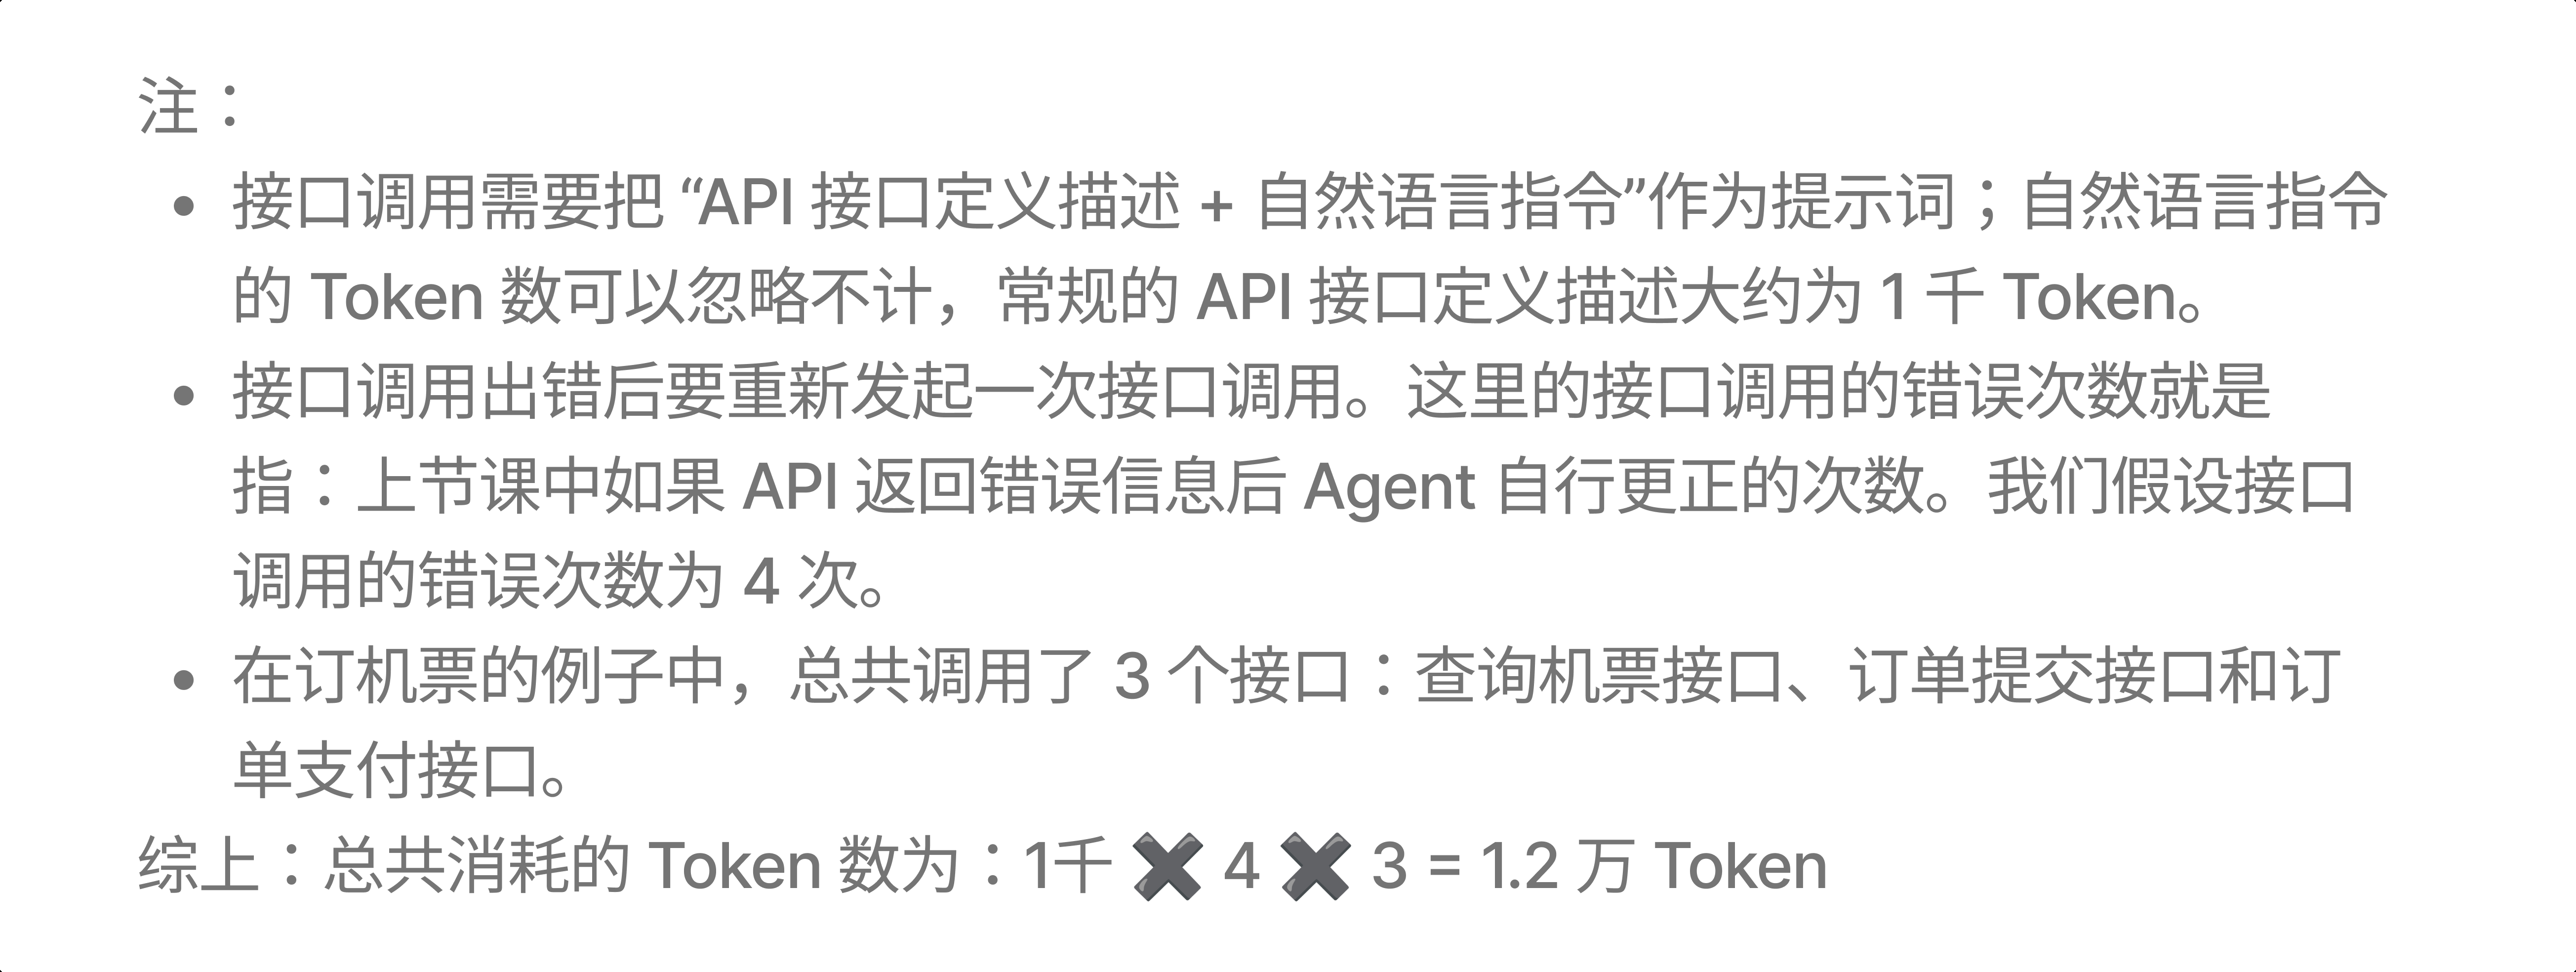 注：
• 接口调用需要把 “API 接口定义描述 + 自然语言指令”作为提示词；自然语言指令
的 Token 数可以忽略不计，常规的 API 接口定义描述大约为 1 千 Token。
• 接口调用出错后要重新发起一次接口调用。这里的接口调用的错误次数就是
指：上节课中如果 API 返回错误信息后 Agent 自行更正的次数。我们假设接口
调用的错误次数为 4 次。
• 在订机票的例子中，总共调用了 3 个接口：查询机票接口、订单提交接口和订
单支付接口。
综上：总共消耗的 Token 数为：1千 ✖️ 4 ✖️ 3 = 1.2 万 Token